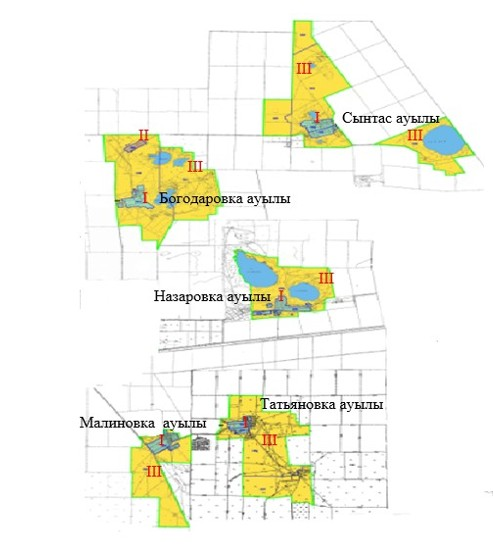 III
I Сынтас ауылы
III
II
III
I Богодаровка ауылы
III
Назаровка ауылы I
Татьяновка ауылы
Малиновка ауылы I
I III
III